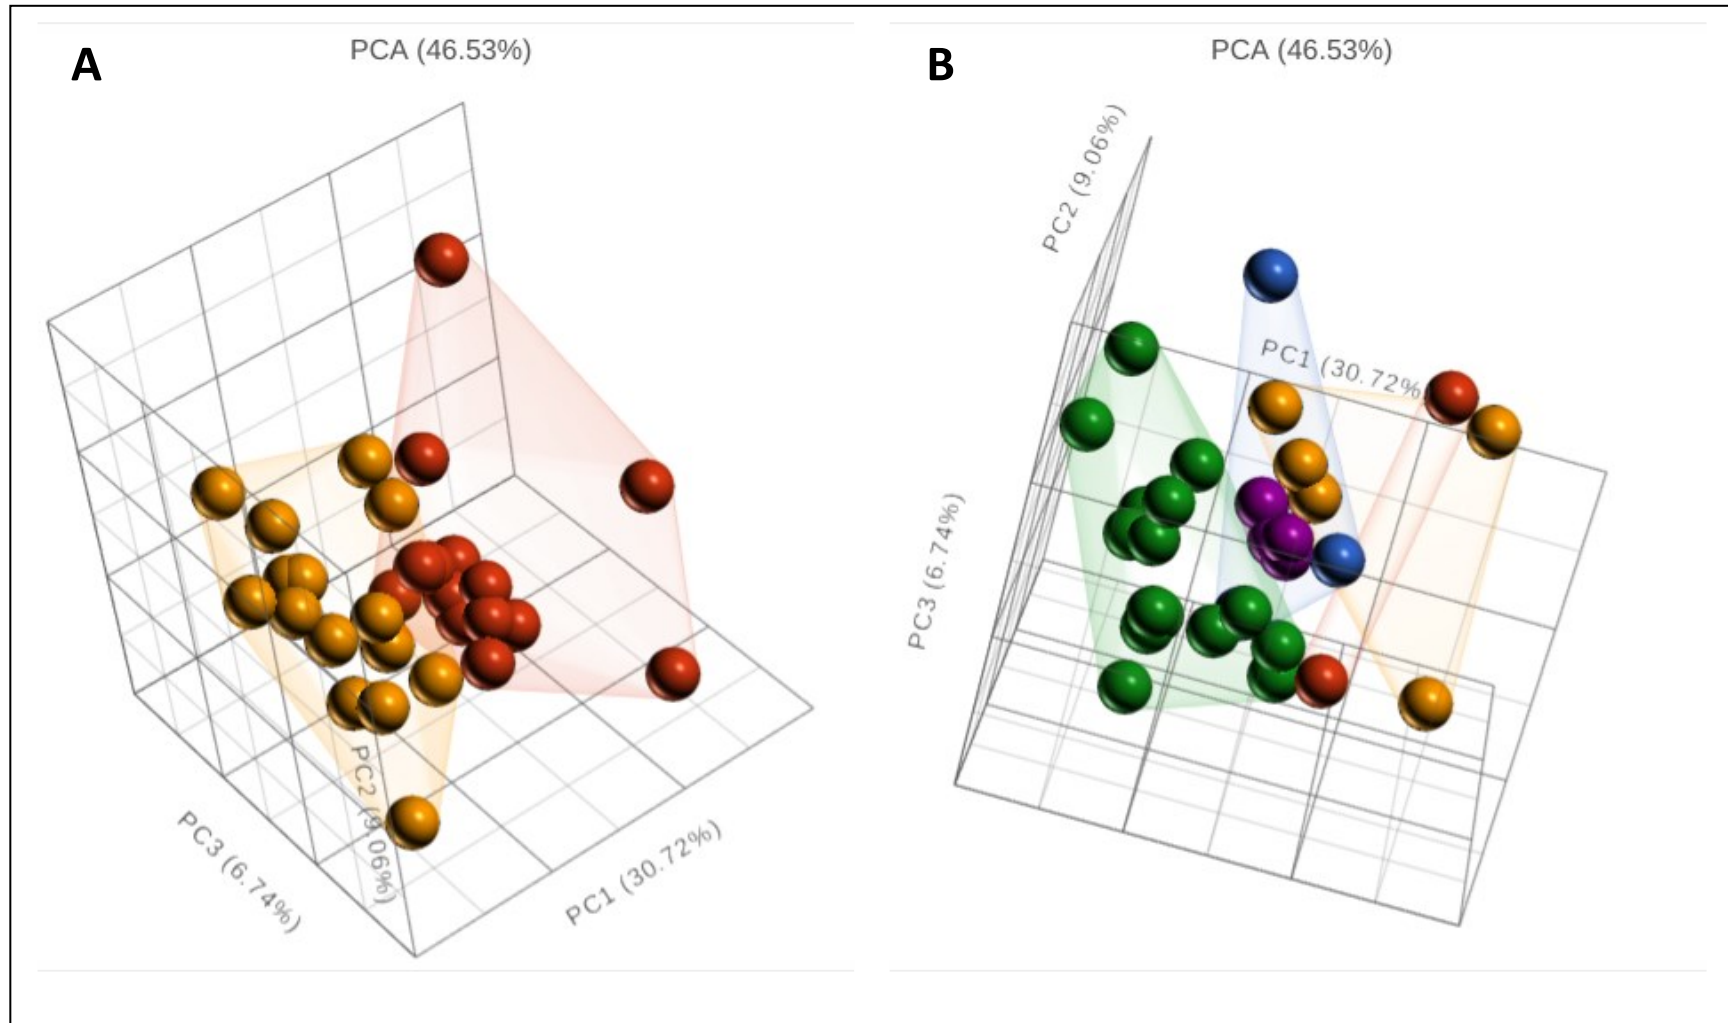 A
PCA (46.53%)
PC2 (9.06%)
PC3 (6.74%)
PC1 (30.72%)
B
PCA (46.53%)
PC2 (9.06%)
PC1 (30.72%
PC3 (6.74%)